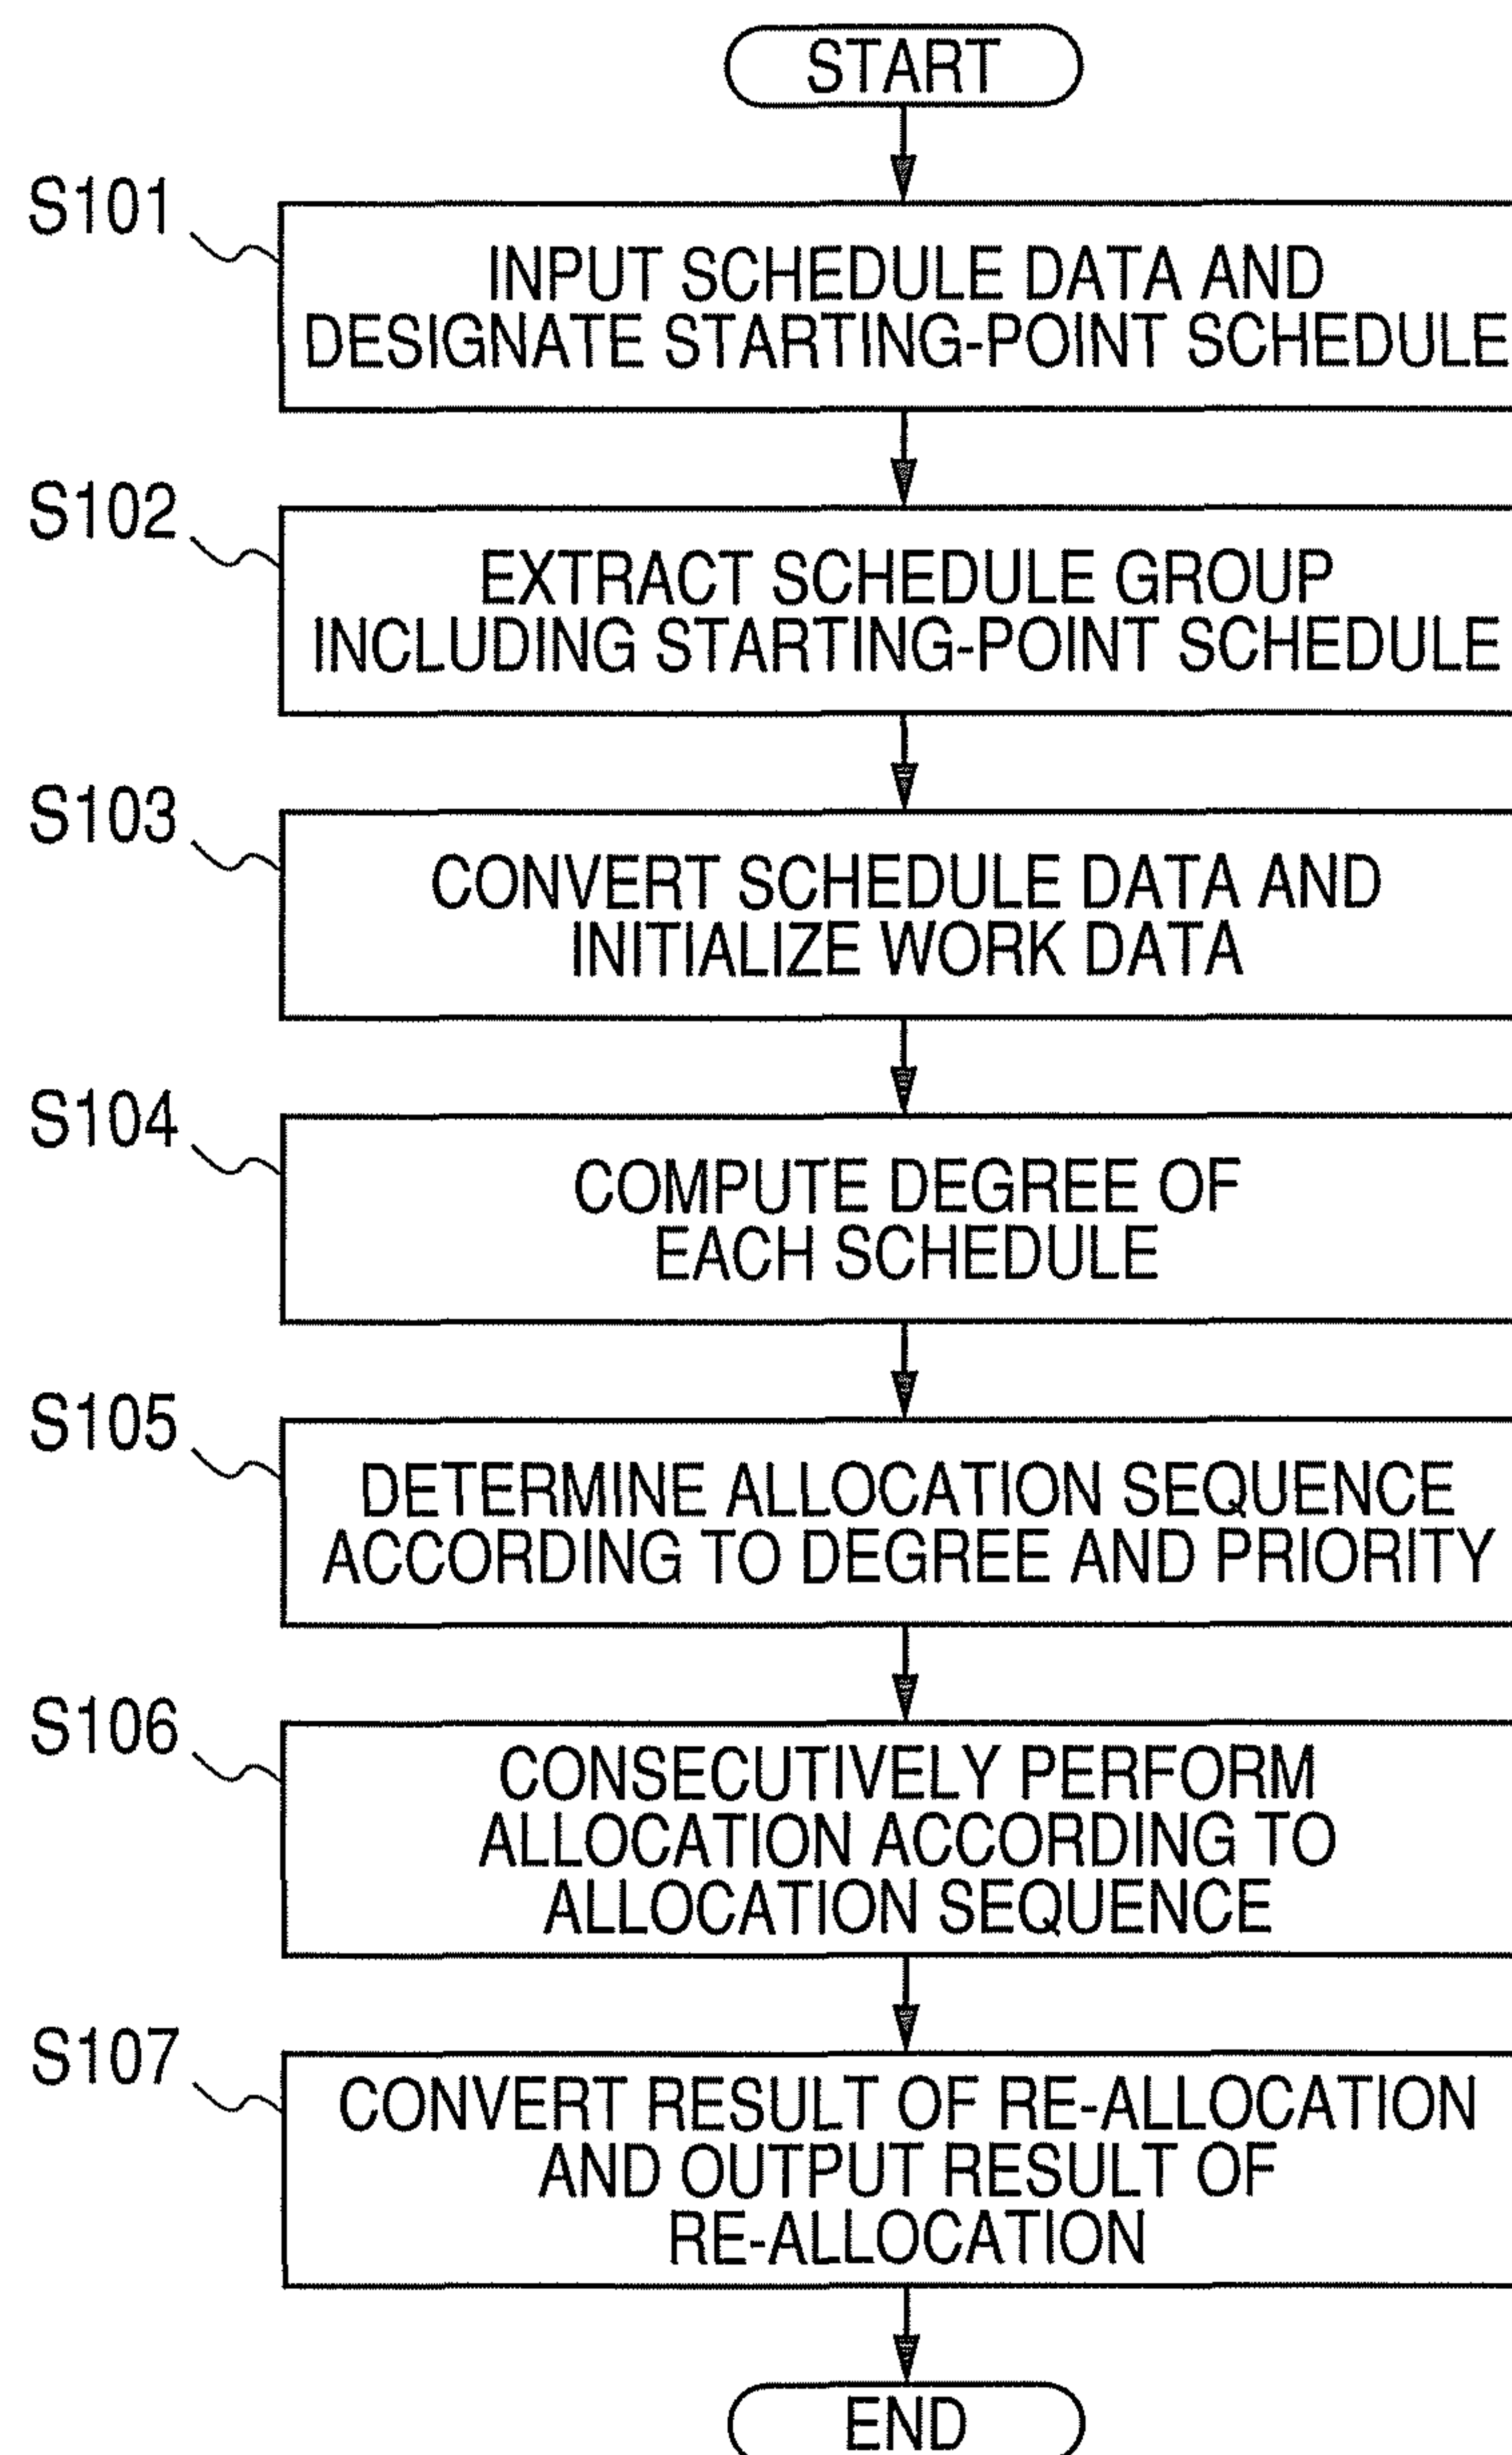 START
S101
INPUT SCHEDULE DATA AND
DESIGNATE STARTING-POINT SCHEDULE
S102
EXTRACT SCHEDULE GROUP
INCLUDING STARTING-POINT SCHEDULE
S103
CONVERT SCHEDULE DATA AND
INITIALIZE WORK DATA
S104
COMPUTE DEGREE OF
EACH SCHEDULE
S105
DETERMINE ALLOCATION SEQUENCE
ACCORDING TO DEGREE AND PRIORITY
S106
CONSECUTIVELY PERFORM
ALLOCATION ACCORDING TO
ALLOCATION SEQUENCE
S107
CONVERT RESULT OF RE-ALLOCATION
AND OUTPUT RESULT OF
RE-ALLOCATION
END